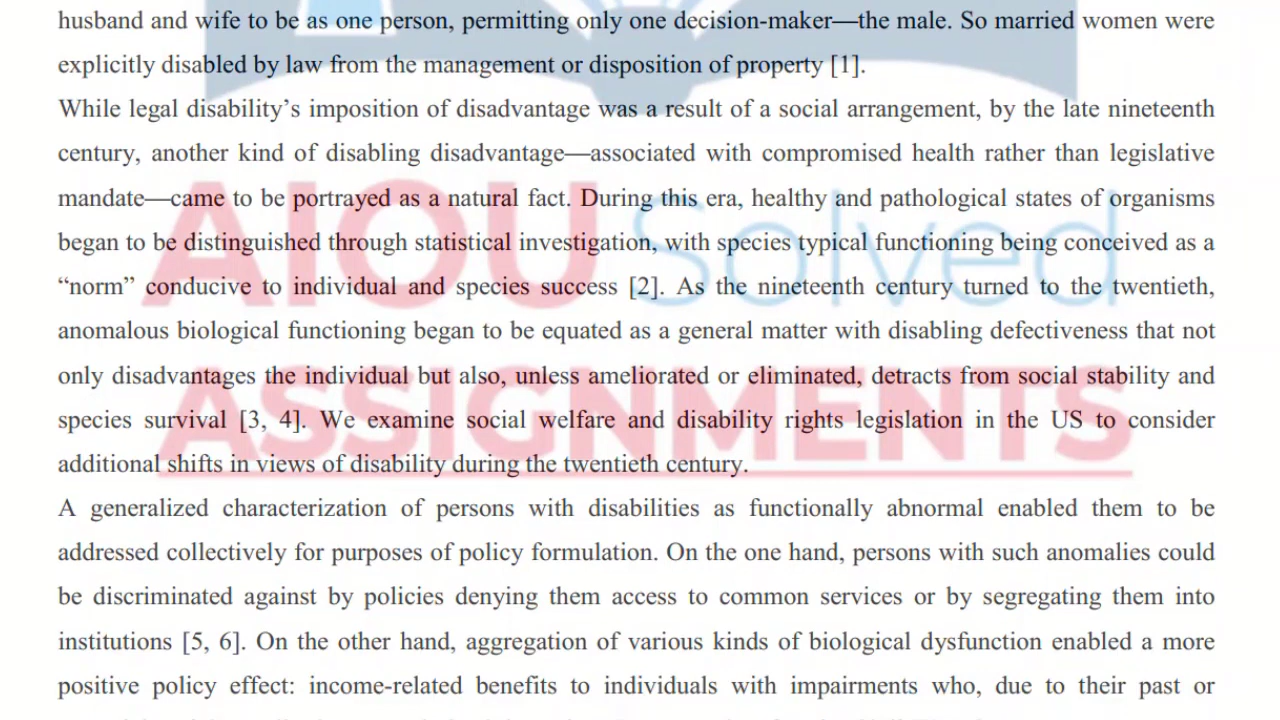 husband and wife to be as one person, permitting only one decision-maker—the male. So married women were
explicitly disabled by law from the management or disposition of property [1].
While legal disability’s imposition of disadvantage was a result of a social arrangement, by the late nineteenth
century, another kind of disabling disadvantage—associated with compromised health rather than legislative
mandate—came to be portrayed as a natural fact. During this era, healthy and pathological states of organisms
began to be distinguished through statistical investigation, with species typical functioning being conceived as a
“norm” conducive to individual and species success [2]. As the nineteenth century turned to the twentieth,
anomalous biological functioning began to be equated as a general matter with disabling defectiveness that not
only disadvantages the individual but also, unless ameliorated or eliminated, detracts from social stability and
species survival [3, 4]. We examine social welfare and disability rights legislation in the US to consider
additional shifts in views of disability during the twentieth century.
A generalized characterization of persons with disabilities as functionally abnormal enabled them to be
addressed collectively for purposes of policy formulation. On the one hand, persons with such anomalies could
be discriminated against by policies denying them access to common services or by segregating them into
institutions [5, 6]. On the other hand, aggregation of various kinds of biological dysfunction enabled a more
positive policy effect: income-related benefits to individuals with impairments who, due to their past or
AIOU Solved
ASSIGNMENTS